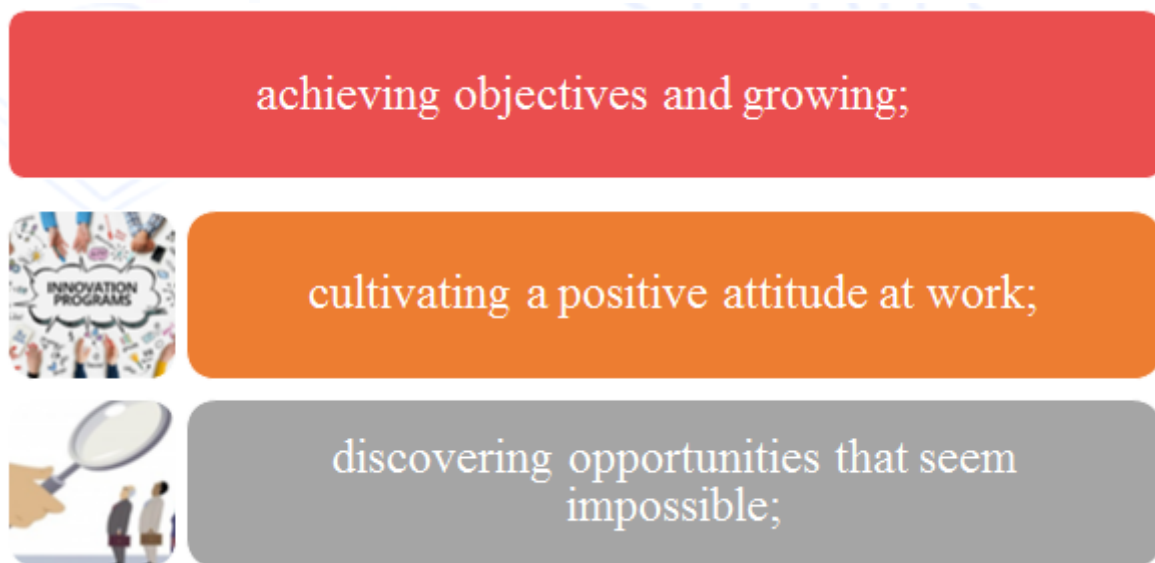 achieving objectives and growing;
INNOVATION
PROGRAMS
cultivating a positive attitude at work;
discovering opportunities that seem
impossible;